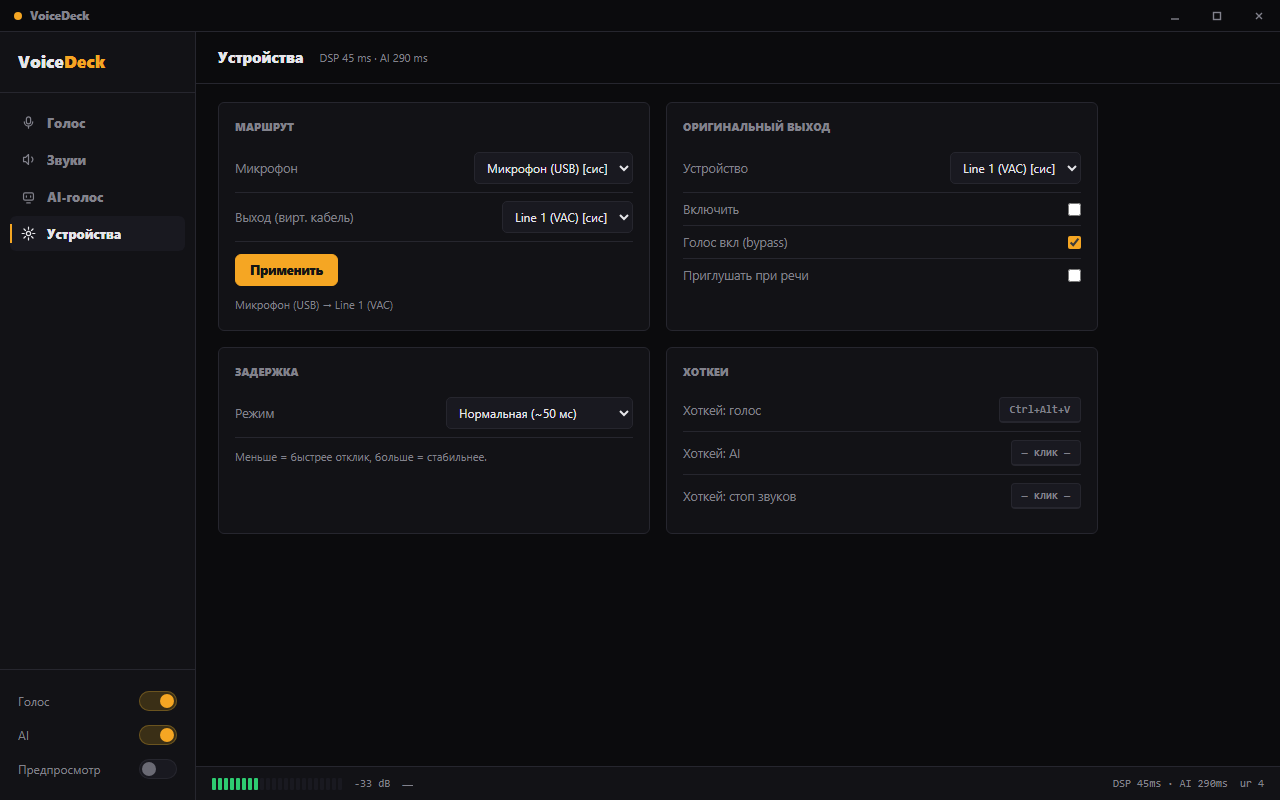 VoiceDeck
VoiceDeck
Голос
Звуки
AI-голос
Устройства
Устройства DSP 45 ms · AI 290 ms
МАРШРУТ
Микрофон Микрофон (USB) [сис]
Выход (вирт. кабель) Line 1 (VAC) [сис]
Применить
Микрофон (USB) → Line 1 (VAC)
ОРИГИНАЛЬНЫЙ ВЫХОД
Устройство Line 1 (VAC) [сис]
Включить
Голос вкл (bypass)
Приглушать при речи
ЗАДЕРЖКА
Режим Нормальная (~50 мс)
Меньше = быстрее отклик, больше = стабильнее.
ХОТКЕИ
Хоткей: голос Ctrl+Alt+V
Хоткей: AI — клик —
Хоткей: стоп звуков — клик —
Голос
AI
Предпросмотр
-33 dB —
DSP 45ms · AI 290ms ur 4